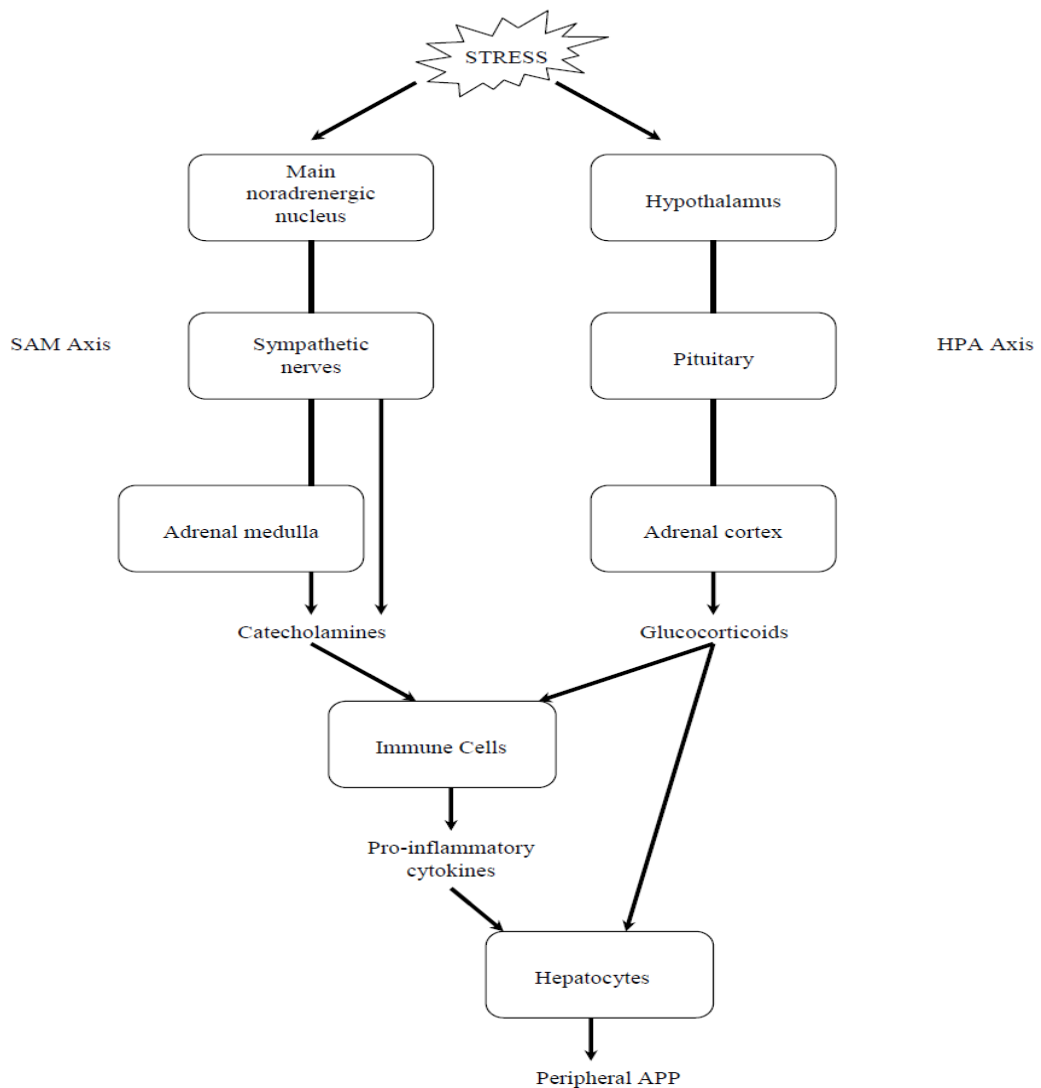 STRESS
Main
noradrenergic
nucleus
Hypothalamus
SAM Axis
Sympathetic
nerves
Pituitary
HPA Axis
Adrenal medulla
Adrenal cortex
Catecholamines
Glucocorticoids
Immune Cells
Pro-inflammatory
cytokines
Hepatocytes
Peripheral APP